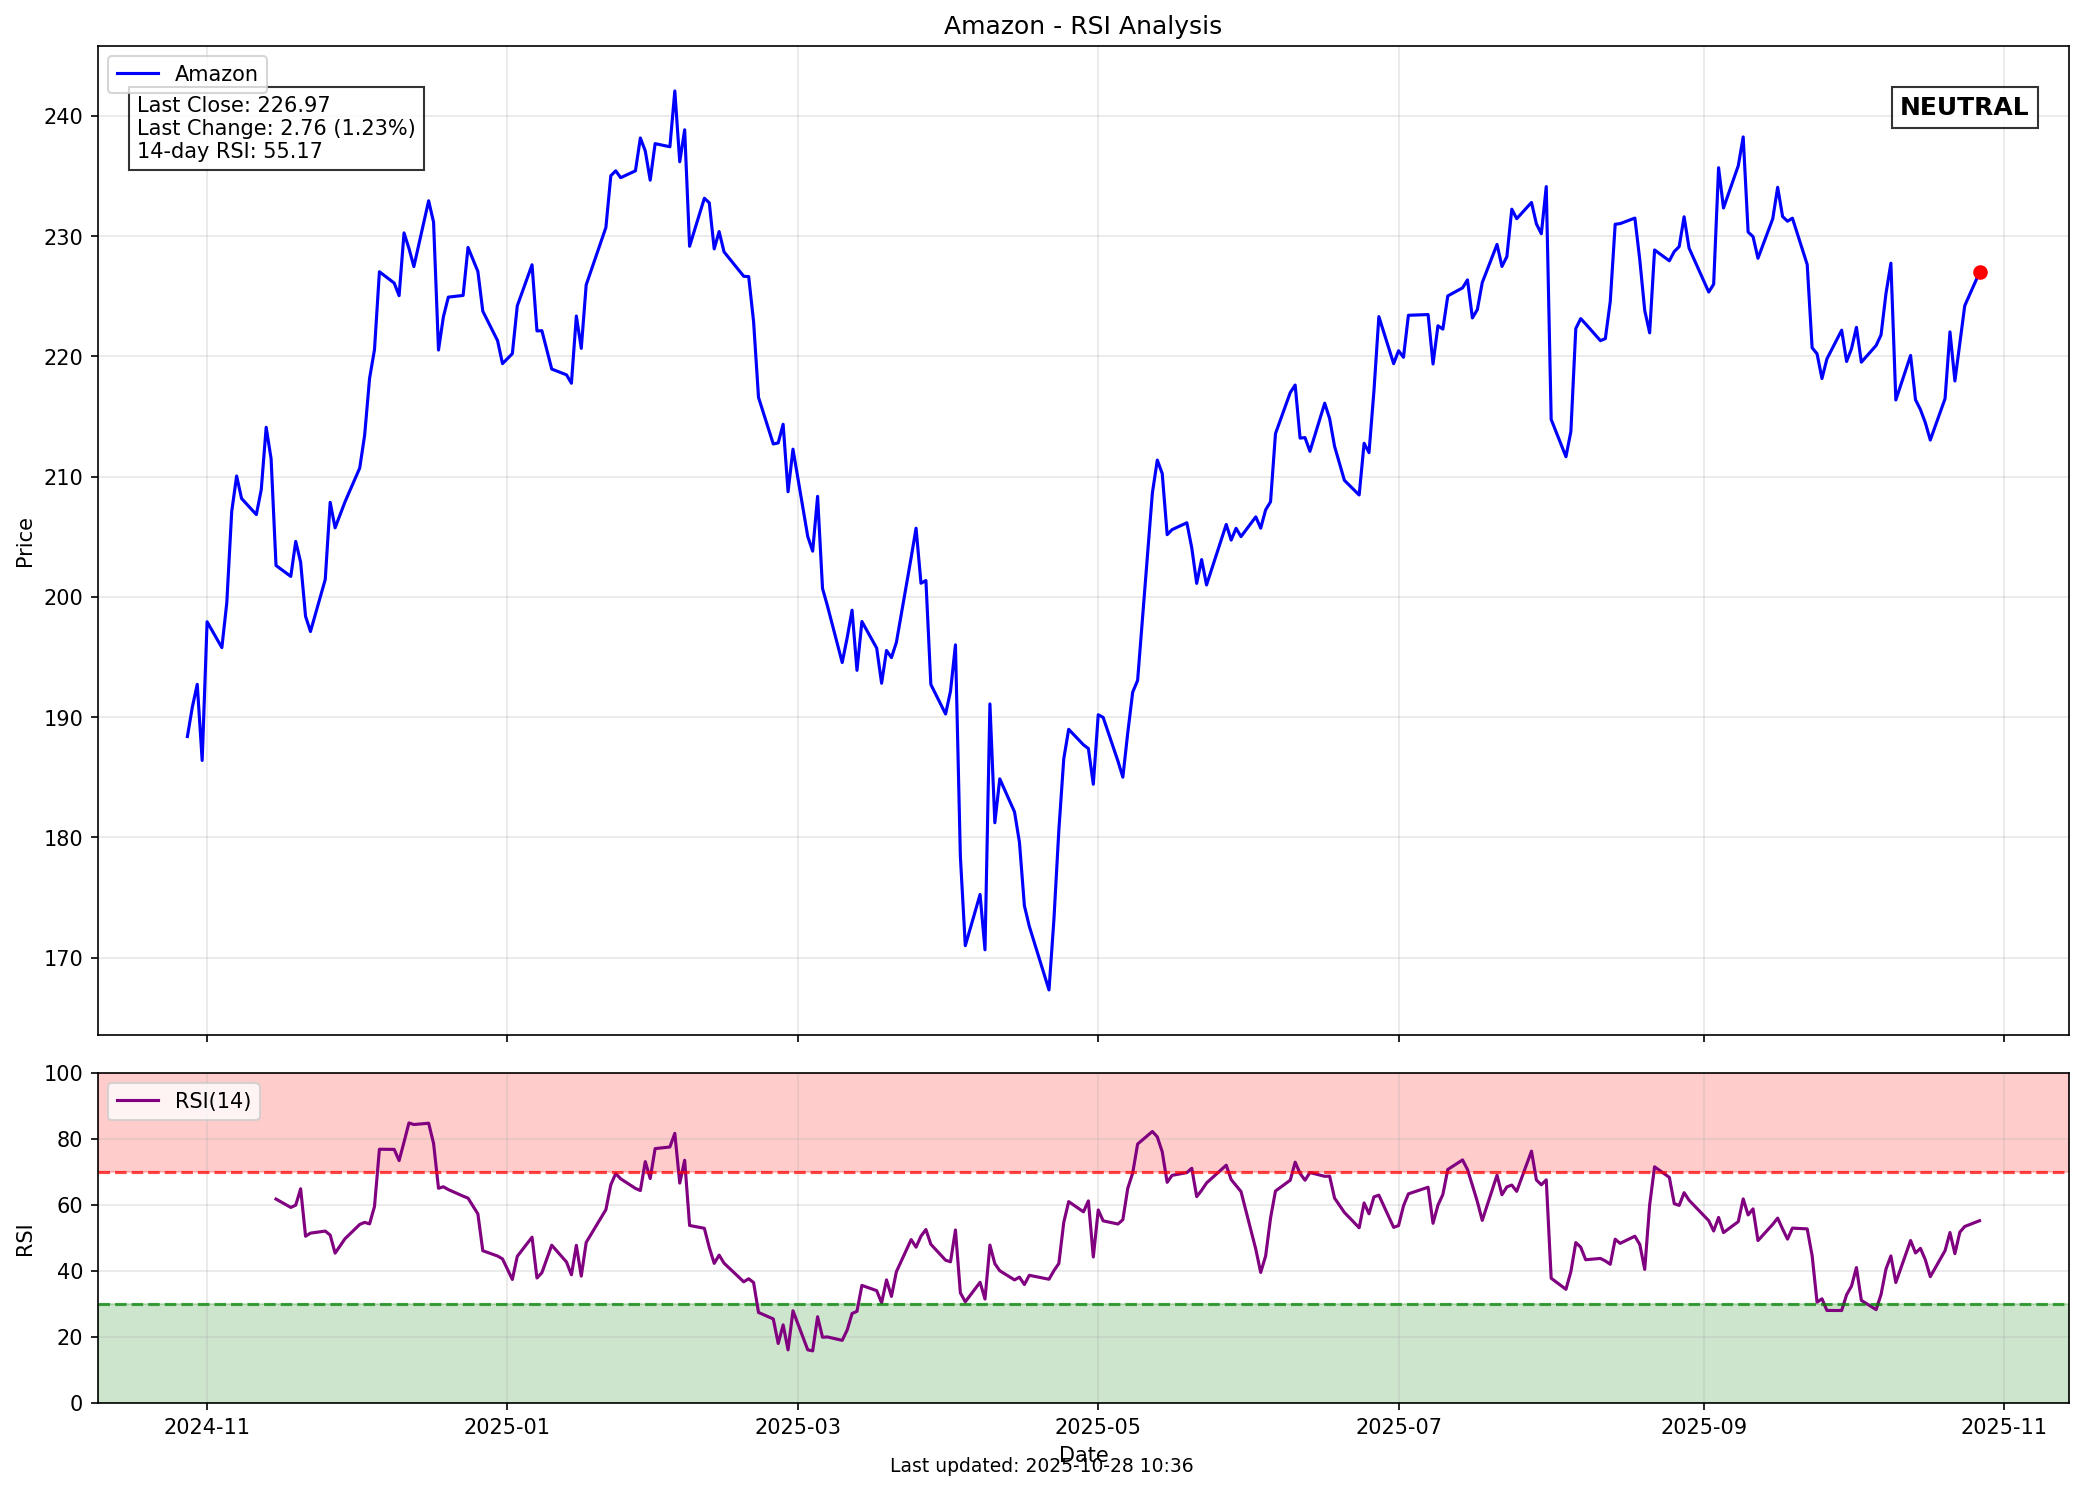 Amazon - RSI Analysis
Amazon
Last Close: 226.97
Last Change: 2.76 (1.23%)
14-day RSI: 55.17
NEUTRAL
240
230
220
210
200
190
180
170
Price
100
80
60
40
20
0
RSI
RSI(14)
2024-11
2025-01
2025-03
2025-05
2025-07
2025-09
2025-11
Date
Last updated: 2025-10-28 10:36